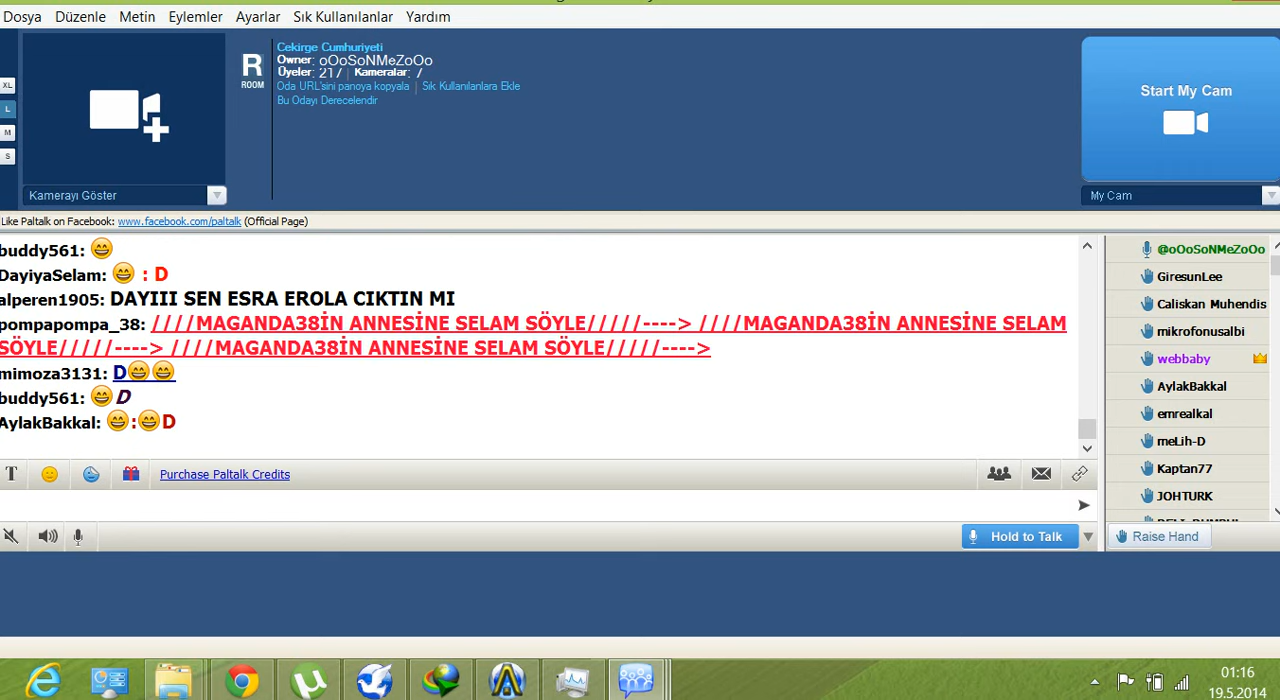 Dosya Düzenle Metin Eylemler Ayarlar Sık Kullanılanlar Yardım
XL
L
M
S
Kamerayı Göster
R
ROOM
Cekirge Cumhuriyeti
Owner: oOoSoNMeZoOo
Üyeler: 217 | Kameralar: 7
Oda URL'sini panoya kopyala | Sık Kullanılanlara Ekle
Bu Odayı Derecelendir
Start My Cam
My Cam
Like Paltalk on Facebook: www.facebook.com/paltalk (Official Page)
buddy561: 😄
DayiyaSelam: 😄 : D
alperen1905: DAYIII SEN ESRA EROLA CIKTIN MI
pompapompa_38: ////MAGANDA38İN ANNESİNE SELAM SÖYLE/////----> ////MAGANDA38İN ANNESİNE SELAM
SÖYLE/////----> ////MAGANDA38İN ANNESİNE SELAM SÖYLE/////---->
mimoza3131: D😄😄
buddy561: 😄D
AylakBakkal: 😄:😄D
T
Purchase Paltalk Credits
Hold to Talk
@oOoSoNMeZoOo
GiresunLee
Caliskan Muhendis
mikrofonusalbi
webbaby
AylakBakkal
emrealkal
meLih-D
Kaptan77
JOHTURK
Raise Hand
01:16
19.5.2014